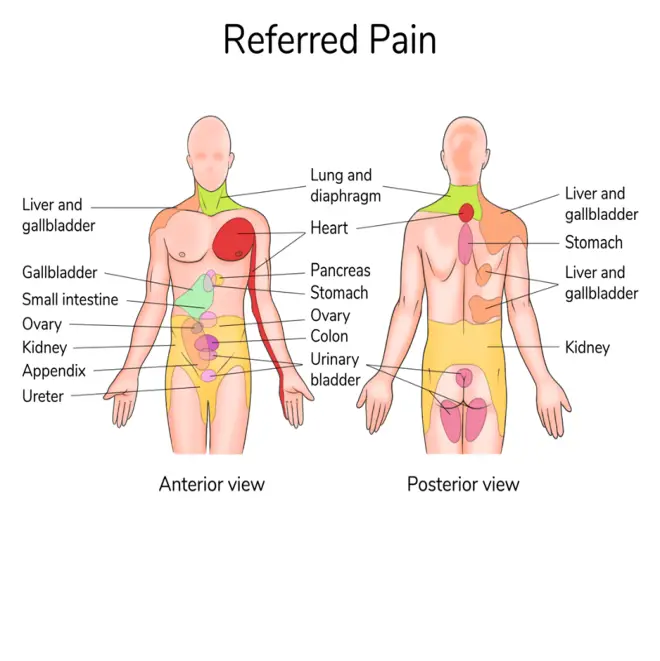 Referred Pain
Liver and
gallbladder
Gallbladder
Small intestine
Ovary
Kidney
Appendix
Ureter
Lung and
diaphragm
Heart
Pancreas
Stomach
Ovary
Colon
Urinary
bladder
Liver and
gallbladder
Stomach
Liver and
gallbladder
Kidney
Anterior view
Posterior view